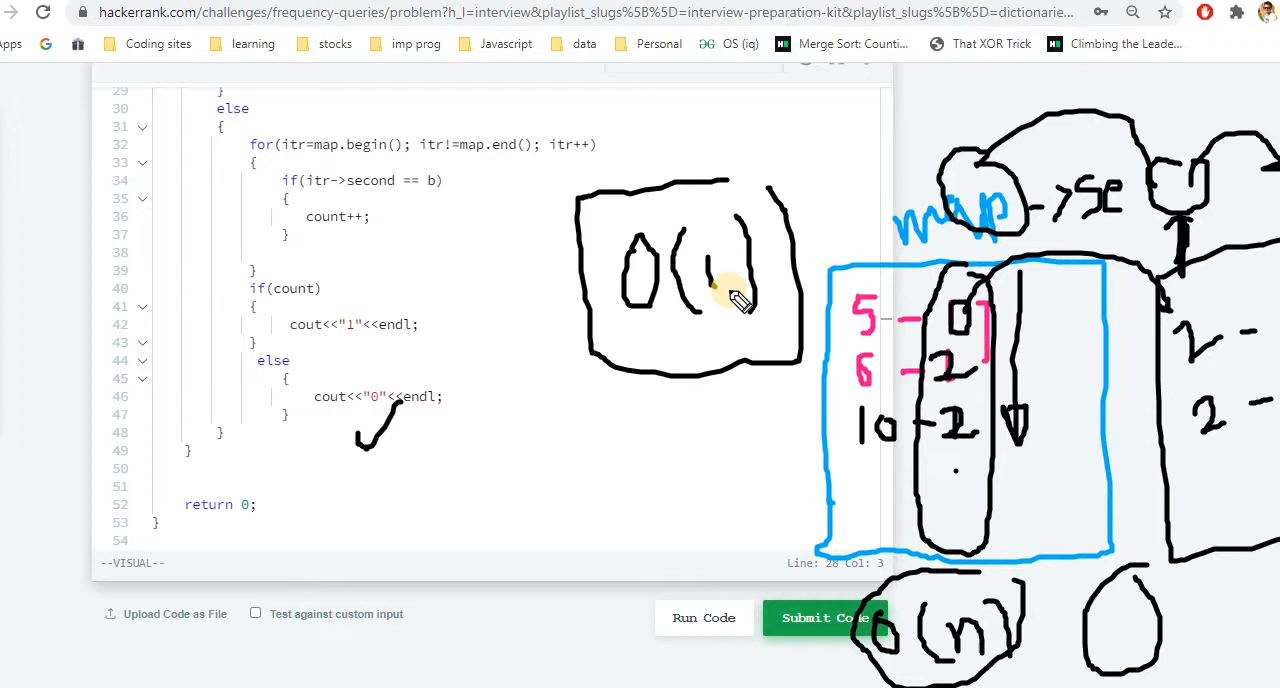 hackerrank.com/challenges/frequency-queries/problem?h_l=interview&playlist_slugs%5B%5D=interview-preparation-kit&playlist_slugs%5B%5D=dictionarie...
Apps
Coding sites
learning
stocks
imp prog
Javascript
data
Personal
OS (iq)
MergeSort: Counti...
That XOR Trick
Climbing the Leade...
29 }
30 else
31 {
32 for(itr=map.begin(); itr!=map.end(); itr++)
33 {
34 if(itr->second == b)
35 {
36 count++;
37 }
38
39 }
40 if(count)
41 {
42 cout<<"1"<<endl;
43 }
44 else
45 {
46 cout<<"0"<<endl;
47 }
48 }
49 }
50
51
52 return 0;
53 }
54
--VISUAL--
Line: 28 Col: 3
Upload Code as File
Test against custom input
Run Code
Submit Code
map
->se
5 - 0
6 - 2
10 - 2
2 -
2 -
O(1)
O(n)